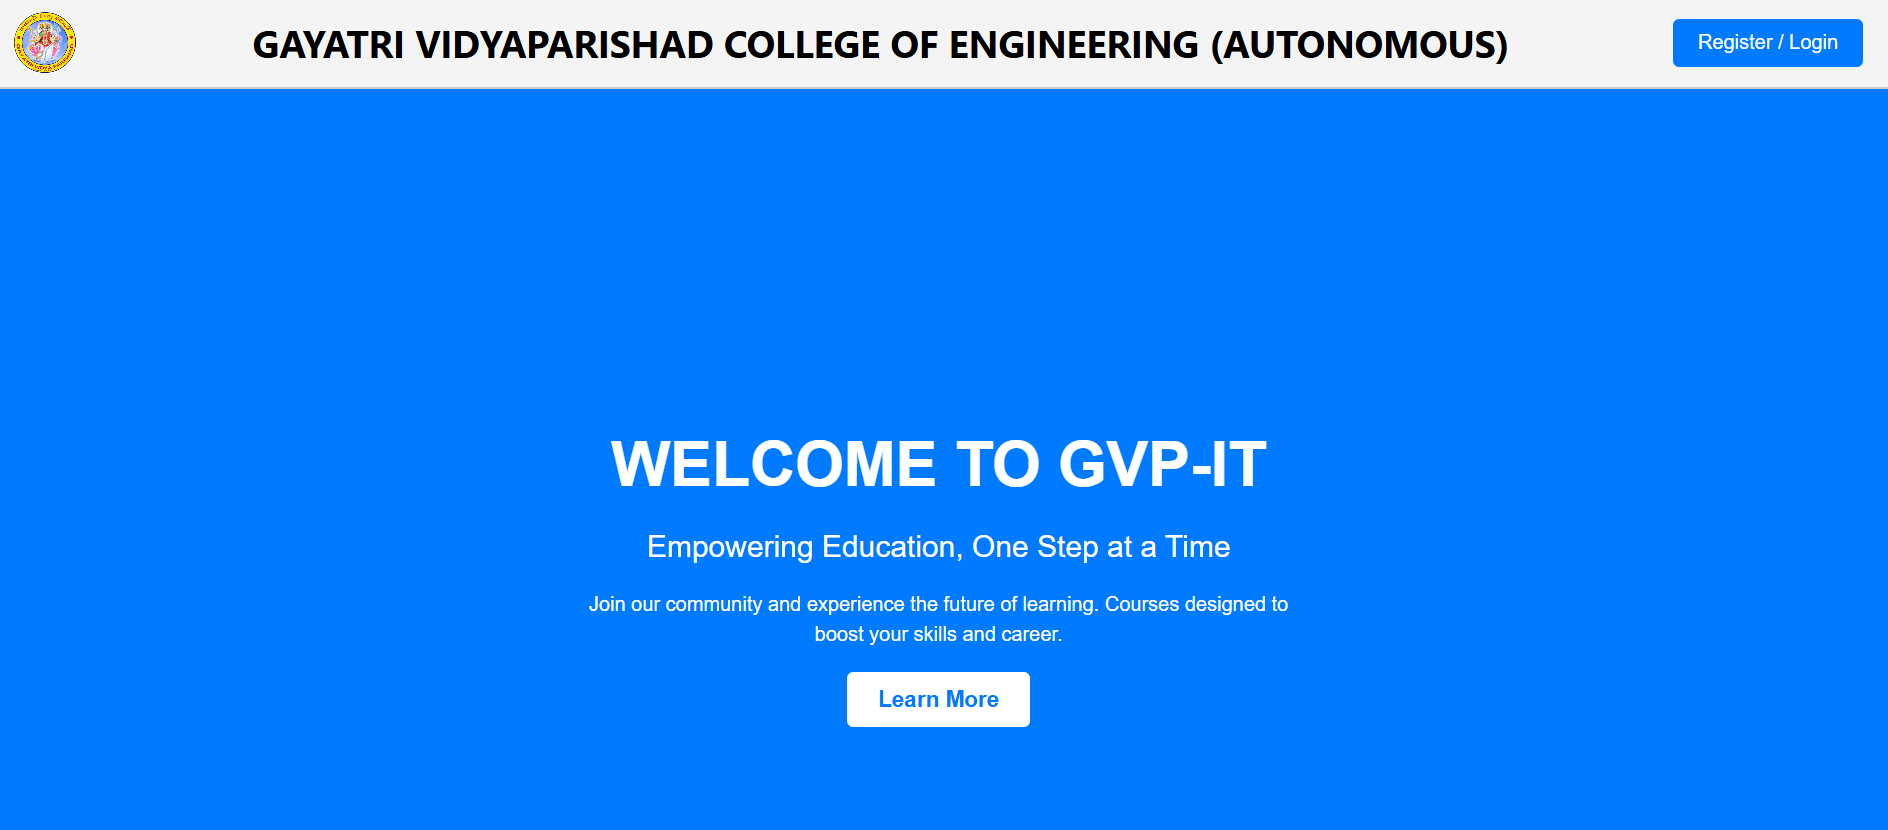 GAYATRI VIDYAPARISHAD COLLEGE OF ENGINEERING (AUTONOMOUS)
Register / Login
WELCOME TO GVP-IT
Empowering Education, One Step at a Time
Join our community and experience the future of learning. Courses designed to
boost your skills and career.
Learn More